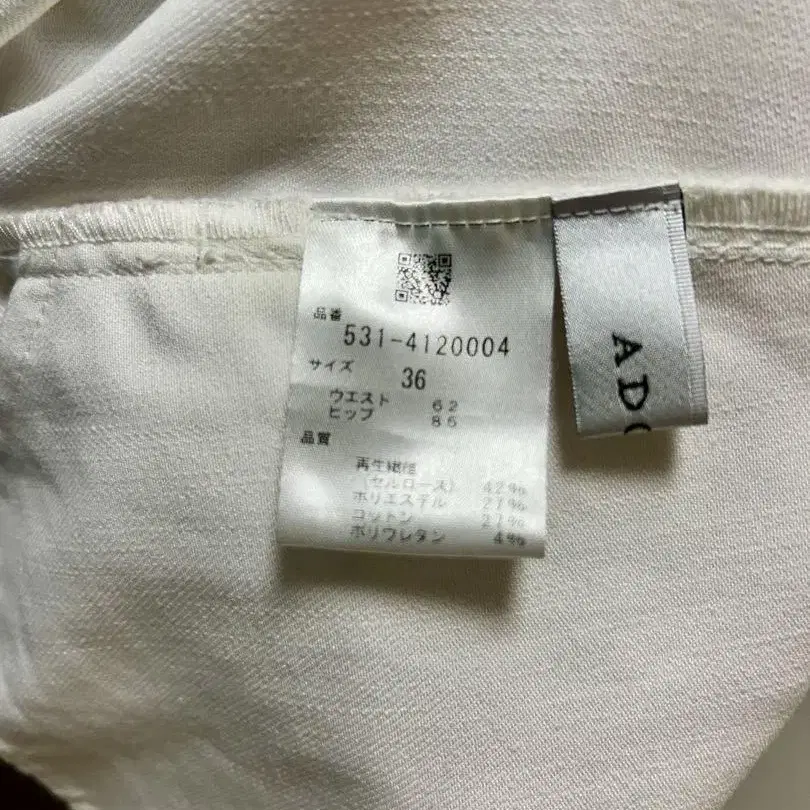 品番
531-4120004
サイズ
36
ウエスト 62
ヒップ 86
品質
再生繊維
(セルロース) 42%
ポリエステル 27%
コットン 27%
ポリウレタン 4%
ADO